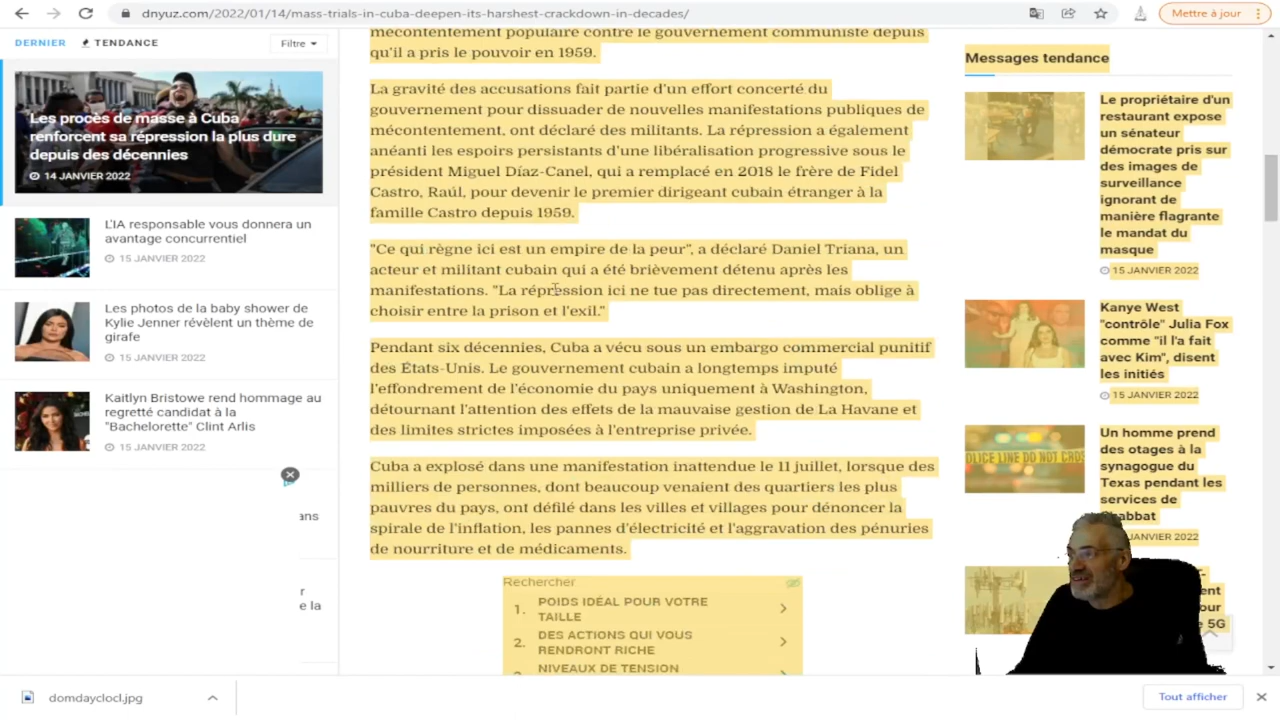 dnyuz.com/2022/01/14/mass-trials-in-cuba-deepen-its-harshest-crackdown-in-decades/
Mettre à jour
DERNIER
TENDANCE
Filtre
Les procès de masse à Cuba
renforcent sa répression la plus dure
depuis des décennies
14 JANVIER 2022
L'IA responsable vous donnera un
avantage concurrentiel
15 JANVIER 2022
Les photos de la baby shower de
Kylie Jenner révèlent un thème de
girafe
15 JANVIER 2022
Kaitlyn Bristowe rend hommage au
regretté candidat à la
"Bachelorette" Clint Arlis
15 JANVIER 2022
ans
r
e la
mécontentement populaire contre le gouvernement communiste depuis
qu'il a pris le pouvoir en 1959.
La gravité des accusations fait partie d'un effort concerté du
gouvernement pour dissuader de nouvelles manifestations publiques de
mécontentement, ont déclaré des militants. La répression a également
anéanti les espoirs persistants d'une libéralisation progressive sous le
président Miguel Díaz-Canel, qui a remplacé en 2018 le frère de Fidel
Castro, Raúl, pour devenir le premier dirigeant cubain étranger à la
famille Castro depuis 1959.
"Ce qui règne ici est un empire de la peur", a déclaré Daniel Triana, un
acteur et militant cubain qui a été brièvement détenu après les
manifestations. "La répression ici ne tue pas directement, mais oblige à
choisir entre la prison et l'exil."
Pendant six décennies, Cuba a vécu sous un embargo commercial punitif
des États-Unis. Le gouvernement cubain a longtemps imputé
l'effondrement de l'économie du pays uniquement à Washington,
détournant l'attention des effets de la mauvaise gestion de La Havane et
des limites strictes imposées à l'entreprise privée.
Cuba a explosé dans une manifestation inattendue le 11 juillet, lorsque des
milliers de personnes, dont beaucoup venaient des quartiers les plus
pauvres du pays, ont défilé dans les villes et villages pour dénoncer la
spirale de l'inflation, les pannes d'électricité et l'aggravation des pénuries
de nourriture et de médicaments.
Rechercher
1. POIDS IDÉAL POUR VOTRE
TAILLE
2. DES ACTIONS QUI VOUS
RENDRONT RICHE
NIVEAUX DE TENSION
Messages tendance
Le propriétaire d'un
restaurant expose
un sénateur
démocrate pris sur
des images de
surveillance
ignorant de
manière flagrante
le mandat du
masque
15 JANVIER 2022
Kanye West
"contrôle" Julia Fox
comme "il l'a fait
avec Kim", disent
les initiés
15 JANVIER 2022
POLICE LINE DO NOT CROS
Un homme prend
des otages à la
synagogue du
Texas pendant les
services de
JANVIER 2022
5G
domdayclocl.jpg
Tout afficher